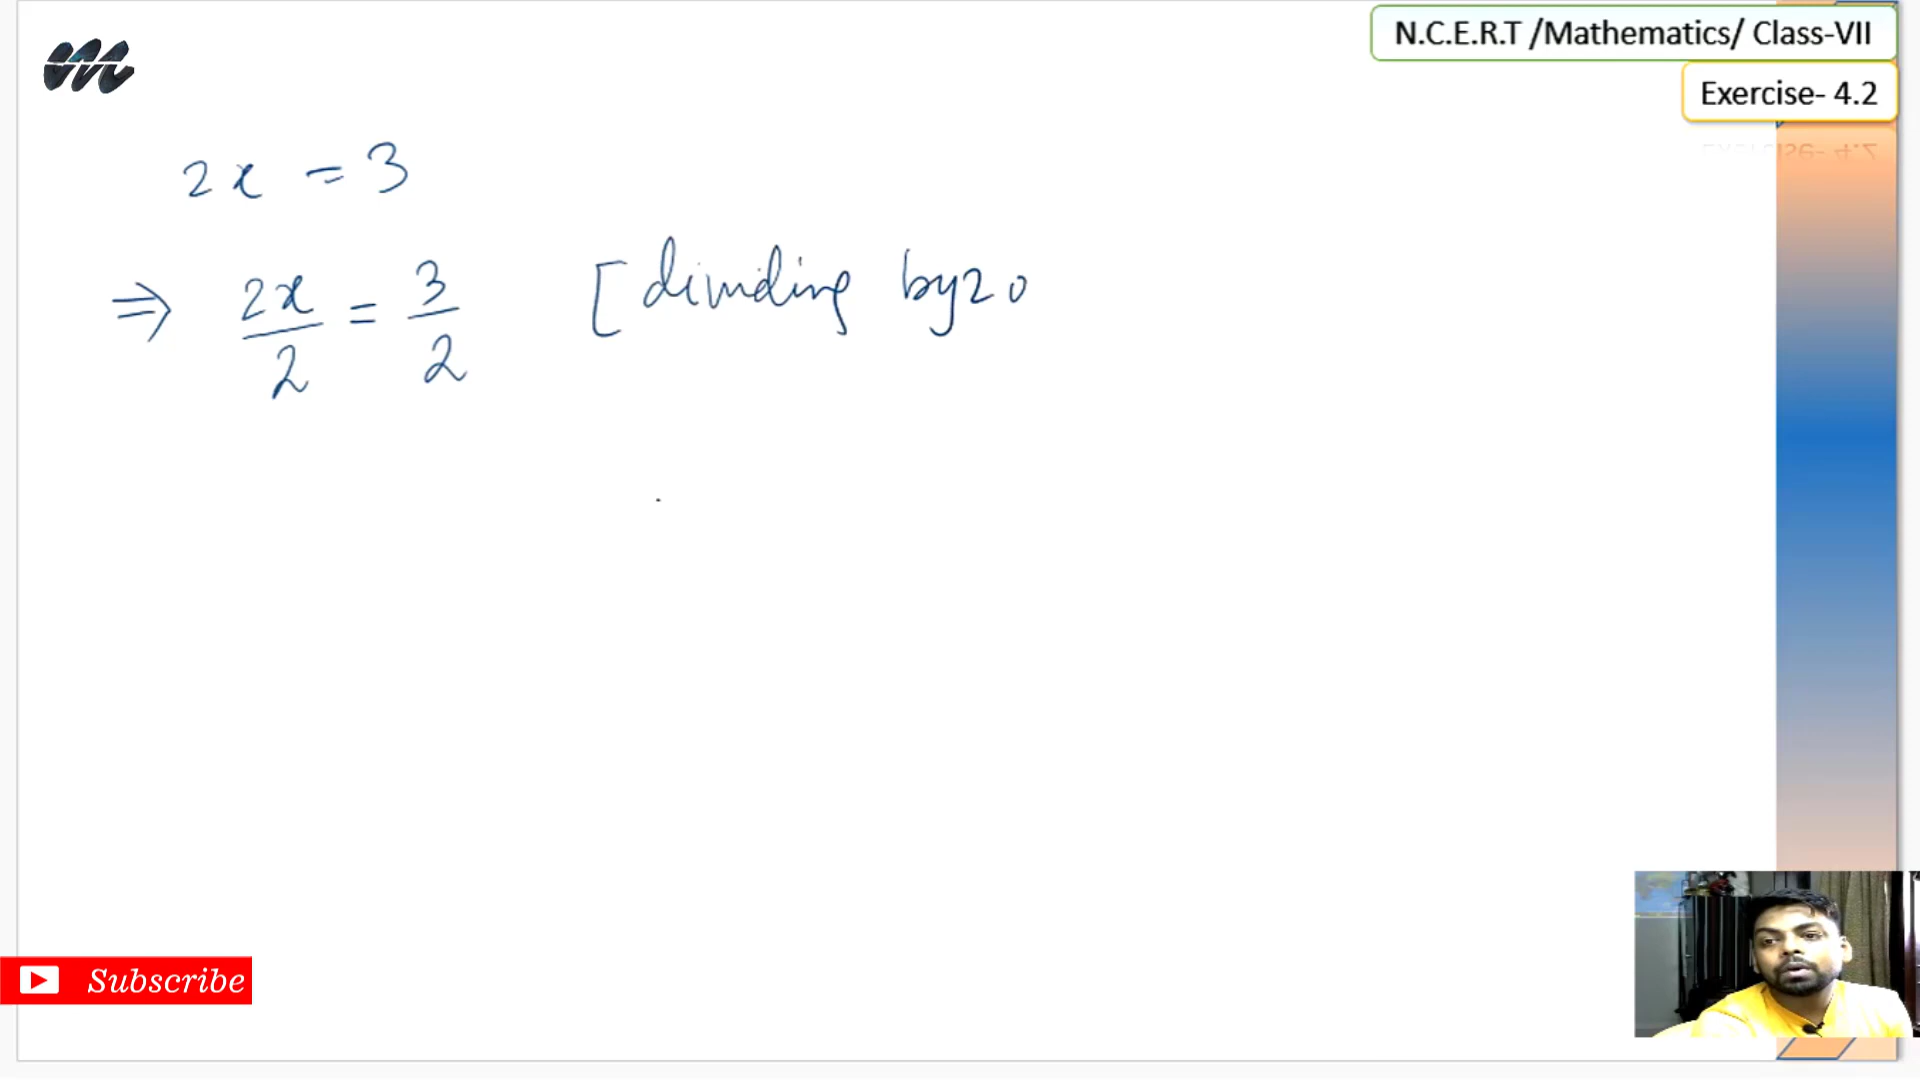 N.C.E.R.T /Mathematics/ Class-VII
Exercise- 4.2
2x = 3
⇒ 2x/2 = 3/2 [dividing by 2 o
Subscribe